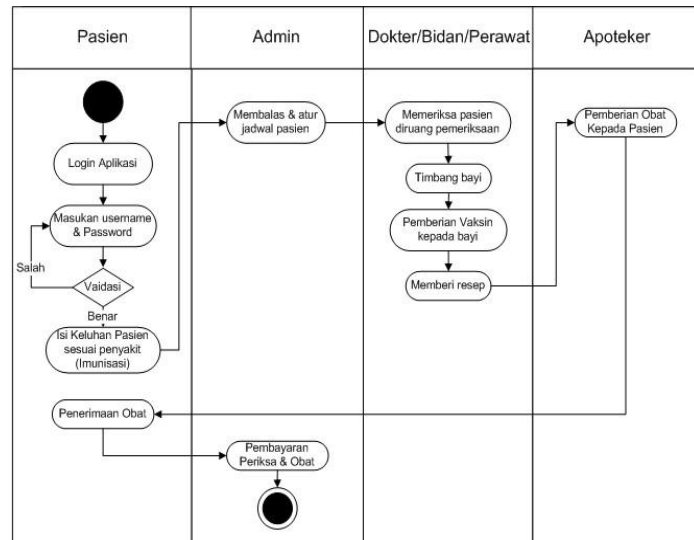 Pasien
Admin
Dokter/Bidan/Perawat
Apoteker
Login Aplikasi
Masukan username
& Password
Salah
Vaidasi
Benar
Isi Keluhan Pasien
sesuai penyakit
(Imunisasi)
Membalas & atur
jadwal pasien
Memeriksa pasien
diruang pemeriksaan
Timbang bayi
Pemberian Vaksin
kepada bayi
Memberi resep
Pemberian Obat
Kepada Pasien
Penerimaan Obat
Pembayaran
Periksa & Obat